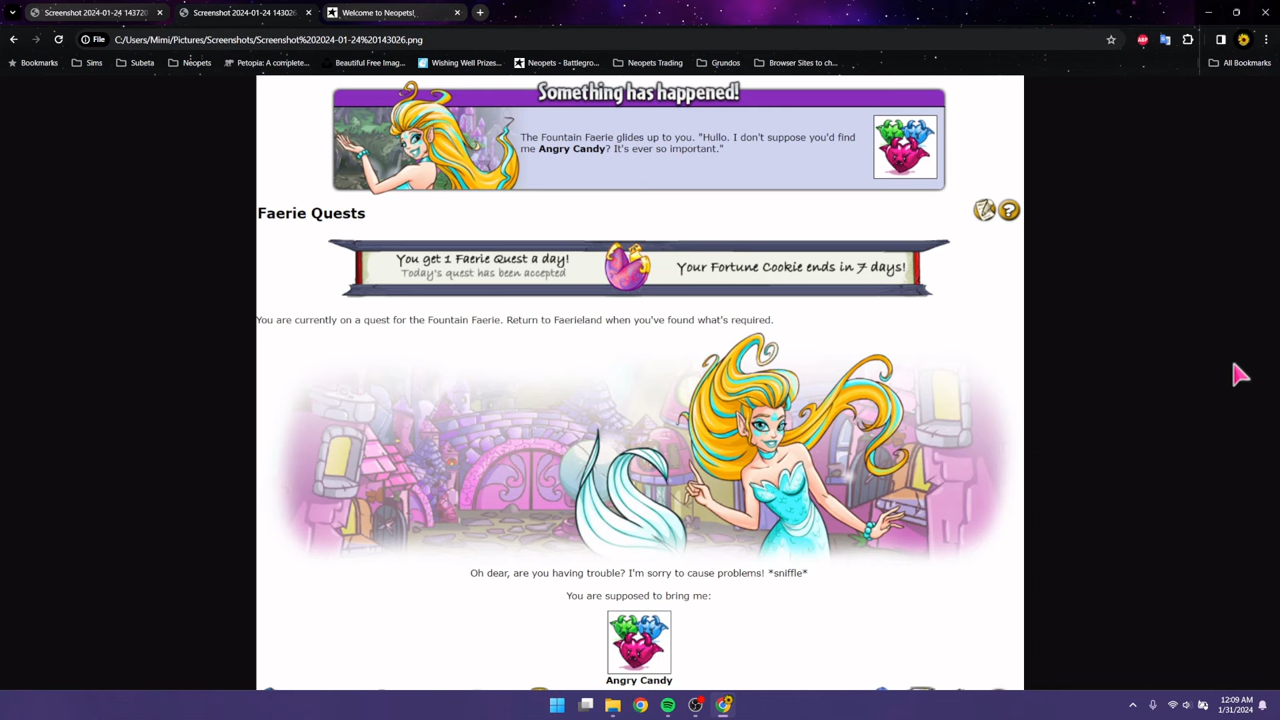 Screenshot 2024-01-24 143720
Screenshot 2024-01-24 143026
Welcome to Neopets!
File
C:/Users/Mimi/Pictures/Screenshots/Screenshot%202024-01-24%20143026.png
ABP
Bookmarks
Sims
Subeta
Neopets
Petopia: A complete...
Beautiful Free Imag...
Wishing Well Prizes...
Neopets - Battlegro...
Neopets Trading
Grundos
Browser Sites to ch...
All Bookmarks
Something has happened!
The Fountain Faerie glides up to you. "Hullo. I don't suppose you'd find
me Angry Candy? It's ever so important."
Faerie Quests
You get 1 Faerie Quest a day!
Today's quest has been accepted
Your Fortune Cookie ends in 7 days!
You are currently on a quest for the Fountain Faerie. Return to Faerieland when you've found what's required.
Oh dear, are you having trouble? I'm sorry to cause problems! *sniffle*
You are supposed to bring me:
Angry Candy
12:09 AM
1/31/2024